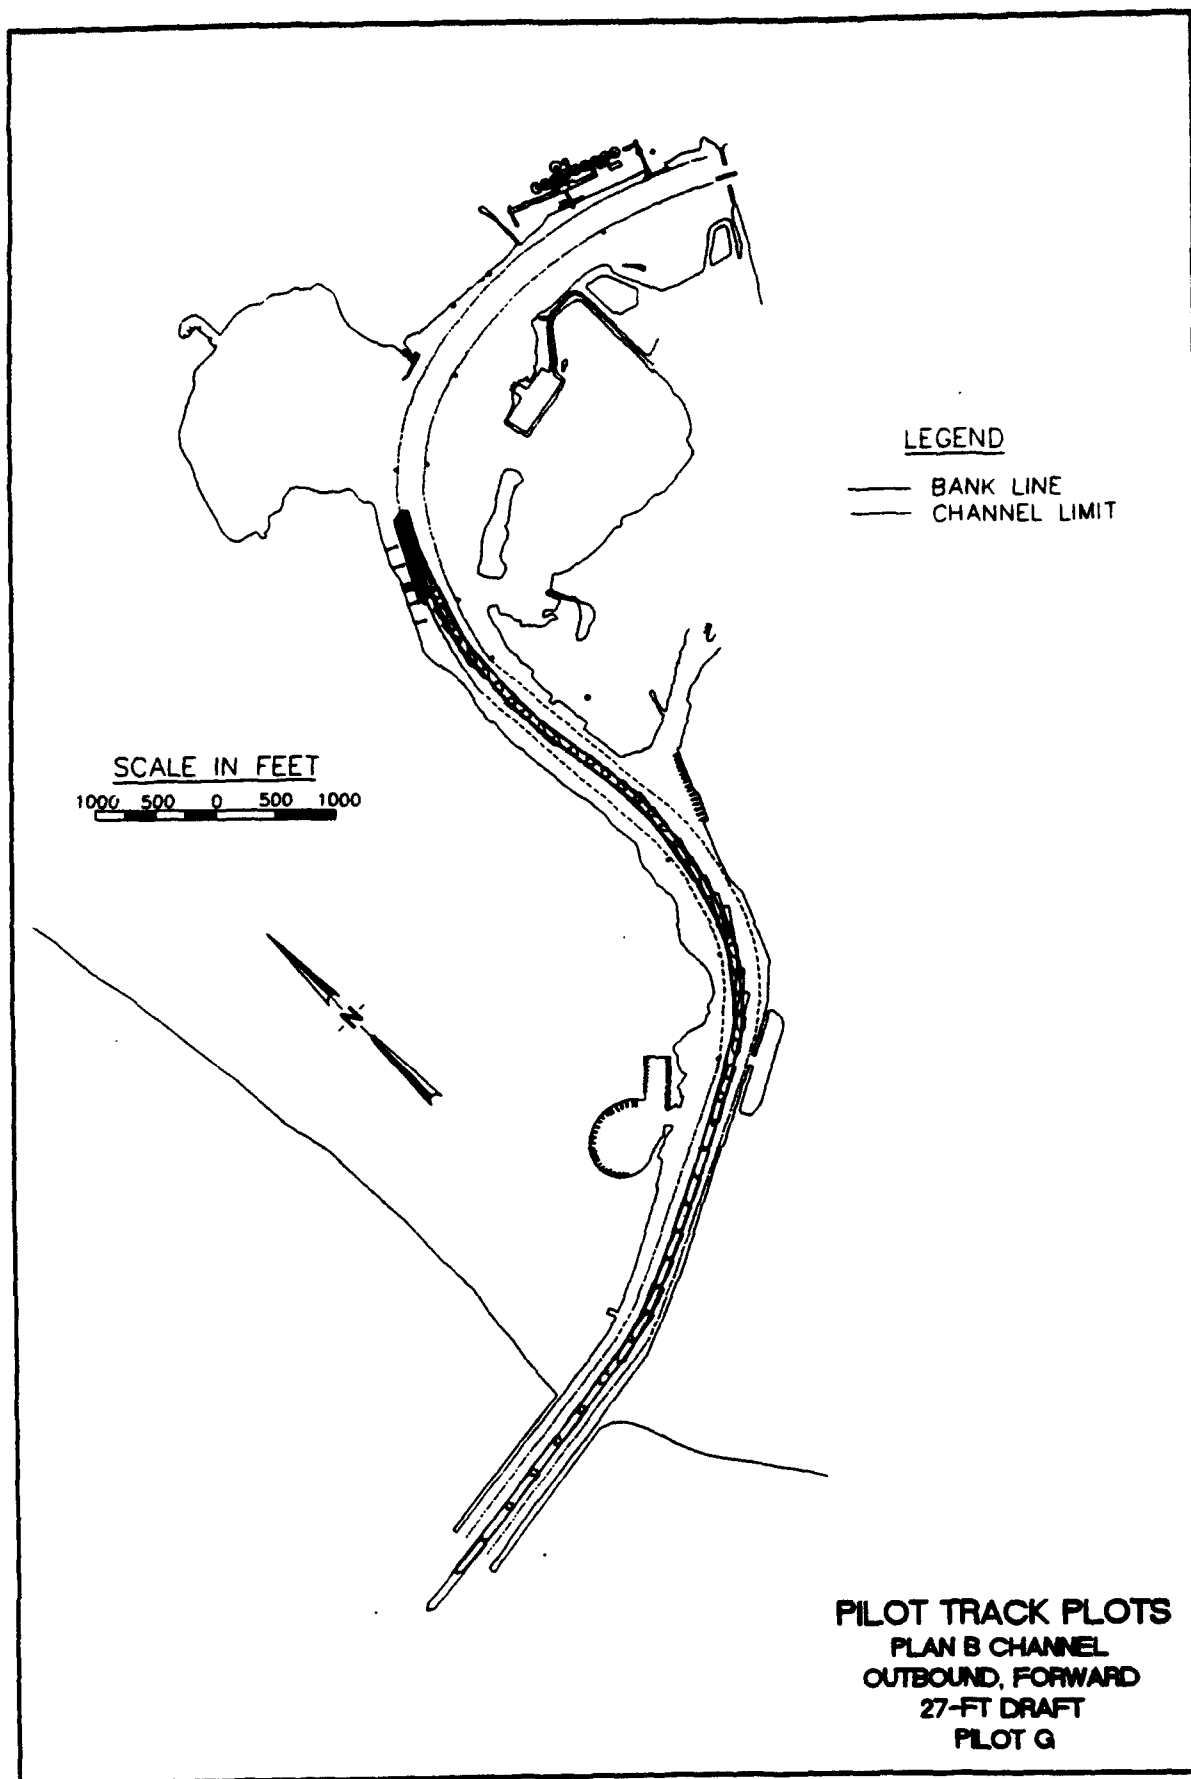 LEGEND
BANK LINE
CHANNEL LIMIT
SCALE IN FEET
1000 500 0 500 1000
N
PILOT TRACK PLOTS
PLAN B CHANNEL
OUTBOUND, FORWARD
27-FT DRAFT
PILOT G